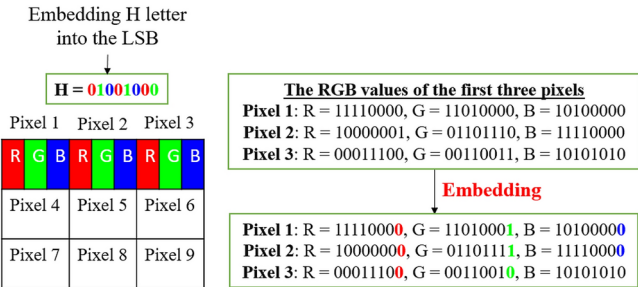 Embedding H letter
into the LSB
H = 01001000
Pixel 1 Pixel 2 Pixel 3
R G B R G B R G B
Pixel 4 Pixel 5 Pixel 6
Pixel 7 Pixel 8 Pixel 9
The RGB values of the first three pixels
Pixel 1: R = 11110000, G = 11010000, B = 10100000
Pixel 2: R = 10000001, G = 01101110, B = 11110000
Pixel 3: R = 00011100, G = 00110011, B = 10101010
Embedding
Pixel 1: R = 11110000, G = 11010001, B = 10100000
Pixel 2: R = 10000000, G = 01101111, B = 11110000
Pixel 3: R = 00011100, G = 00110010, B = 10101010